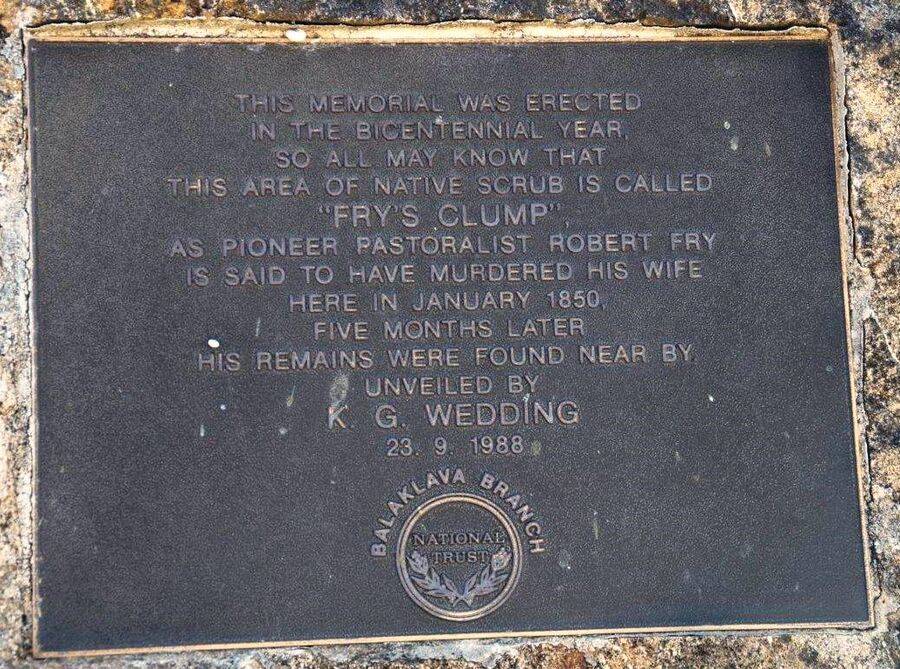 THIS MEMORIAL WAS ERECTED
IN THE BICENTENNIAL YEAR,
SO ALL MAY KNOW THAT
THIS AREA OF NATIVE SCRUB IS CALLED
"FRY'S CLUMP",
AS PIONEER PASTORALIST ROBERT FRY
IS SAID TO HAVE MURDERED HIS WIFE
HERE IN JANUARY 1850,
FIVE MONTHS LATER
HIS REMAINS WERE FOUND NEAR BY.
UNVEILED BY
K. G. WEDDING
23. 9. 1988
BALAKLAVA BRANCH
NATIONAL
TRUST